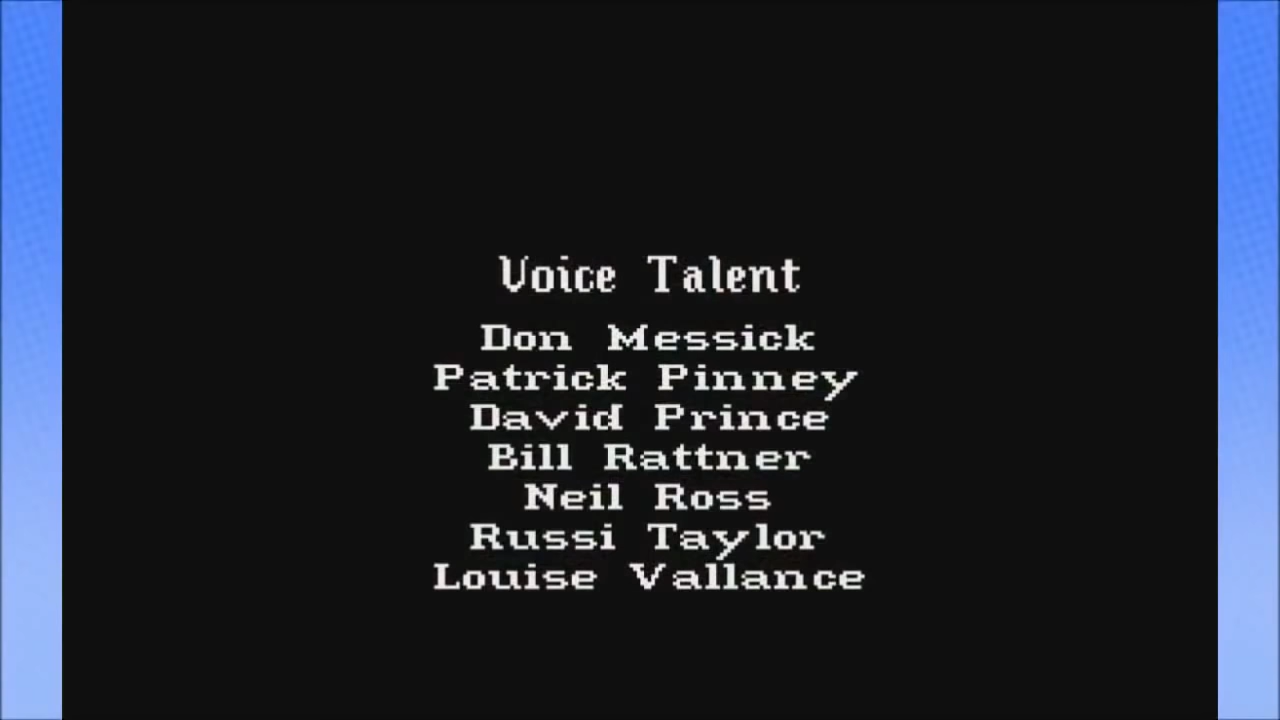 Voice Talent
Don Messick
Patrick Pinney
David Prince
Bill Rattner
Neil Ross
Russi Taylor
Louise Vallance